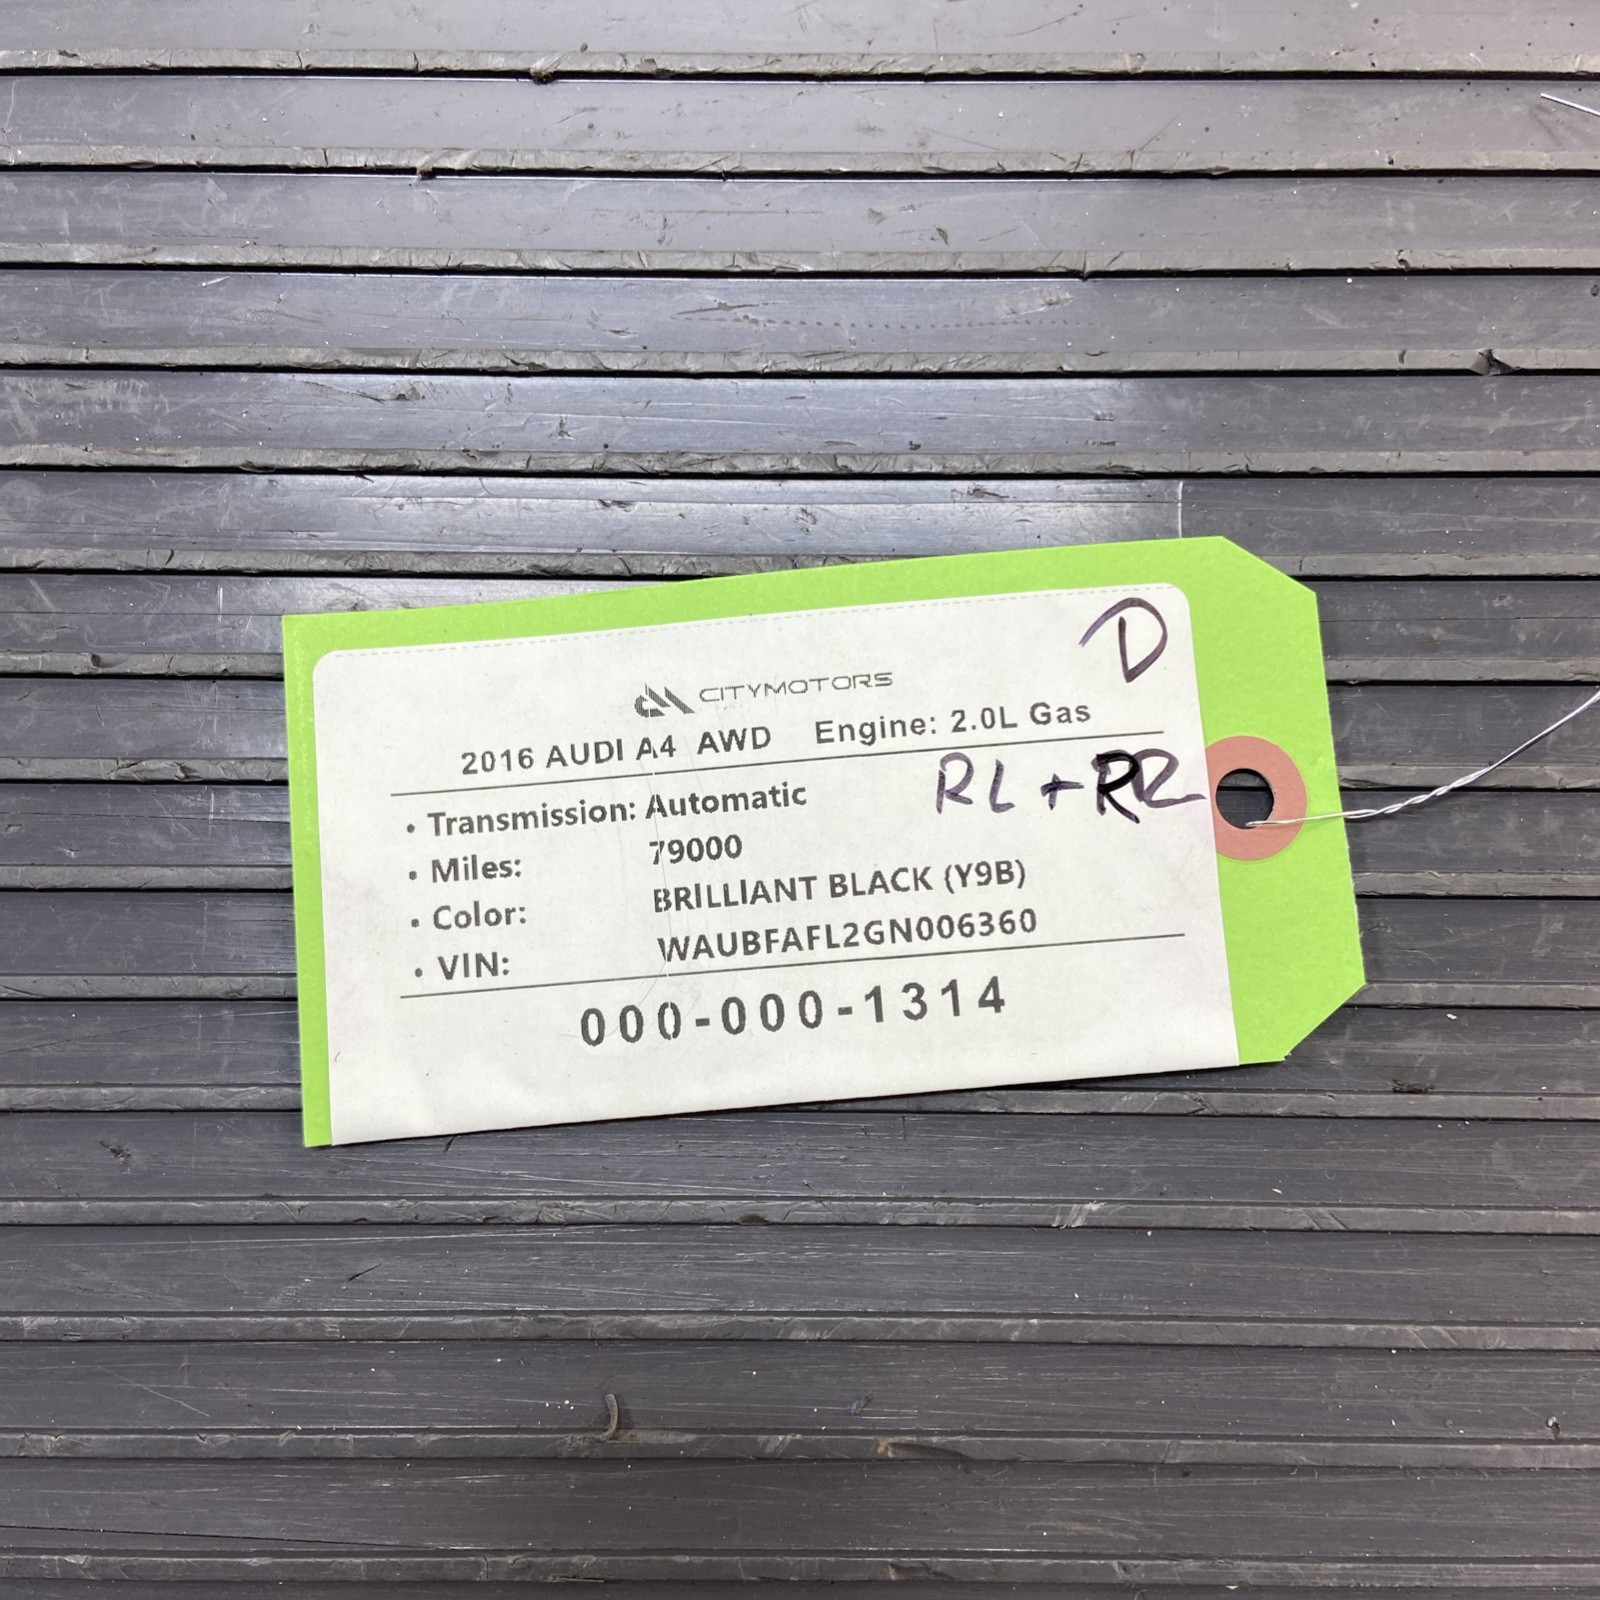 D
CITYMOTORS
2016 AUDI A4 AWD Engine: 2.0L Gas
RL + RR
• Transmission: Automatic
• Miles: 79000
• Color: BRILLIANT BLACK (Y9B)
• VIN: WAUBFAFL2GN006360
000-000-1314